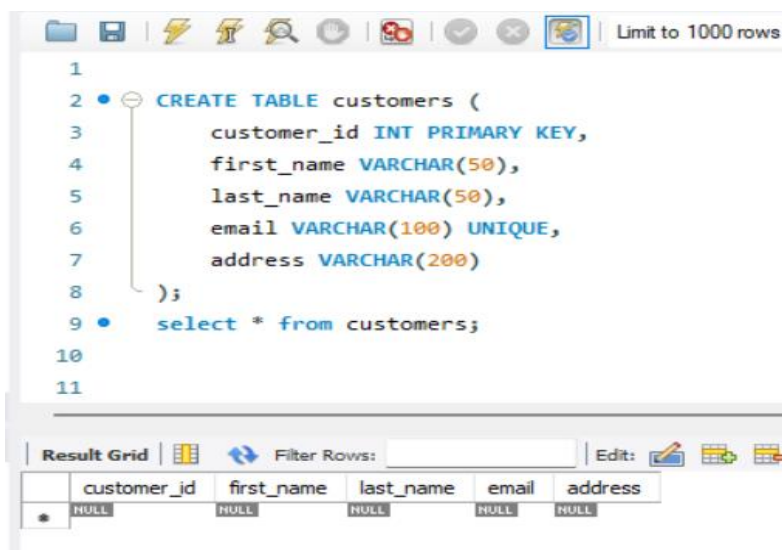 Limit to 1000 rows
1
2 CREATE TABLE customers (
3 customer_id INT PRIMARY KEY,
4 first_name VARCHAR(50),
5 last_name VARCHAR(50),
6 email VARCHAR(100) UNIQUE,
7 address VARCHAR(200)
8 );
9 select * from customers;
10
11
Result Grid Filter Rows: Edit:
customer_id first_name last_name email address
* NULL NULL NULL NULL NULL